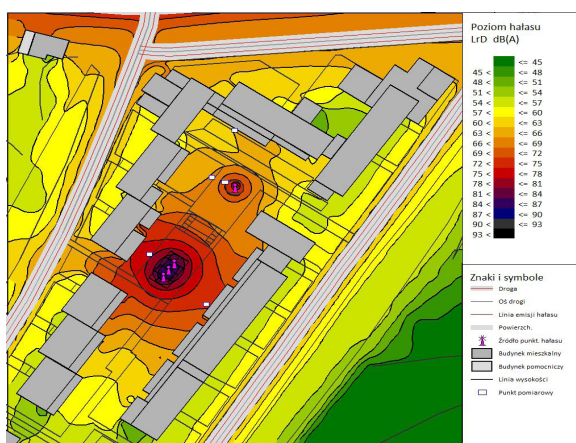 Poziom hałasu
LrD dB(A)
<= 45
45 < <= 48
48 < <= 51
51 < <= 54
54 < <= 57
57 < <= 60
60 < <= 63
63 < <= 66
66 < <= 69
69 < <= 72
72 < <= 75
75 < <= 78
78 < <= 81
81 < <= 84
84 < <= 87
87 < <= 90
90 < <= 93
93 <
Znaki i symbole
Droga
Oś drogi
Linia emisji hałasu
Powierzch.
Źródło punkt. hałasu
Budynek mieszkalny
Budynek pomocniczy
Linia wysokości
Punkt pomiarowy